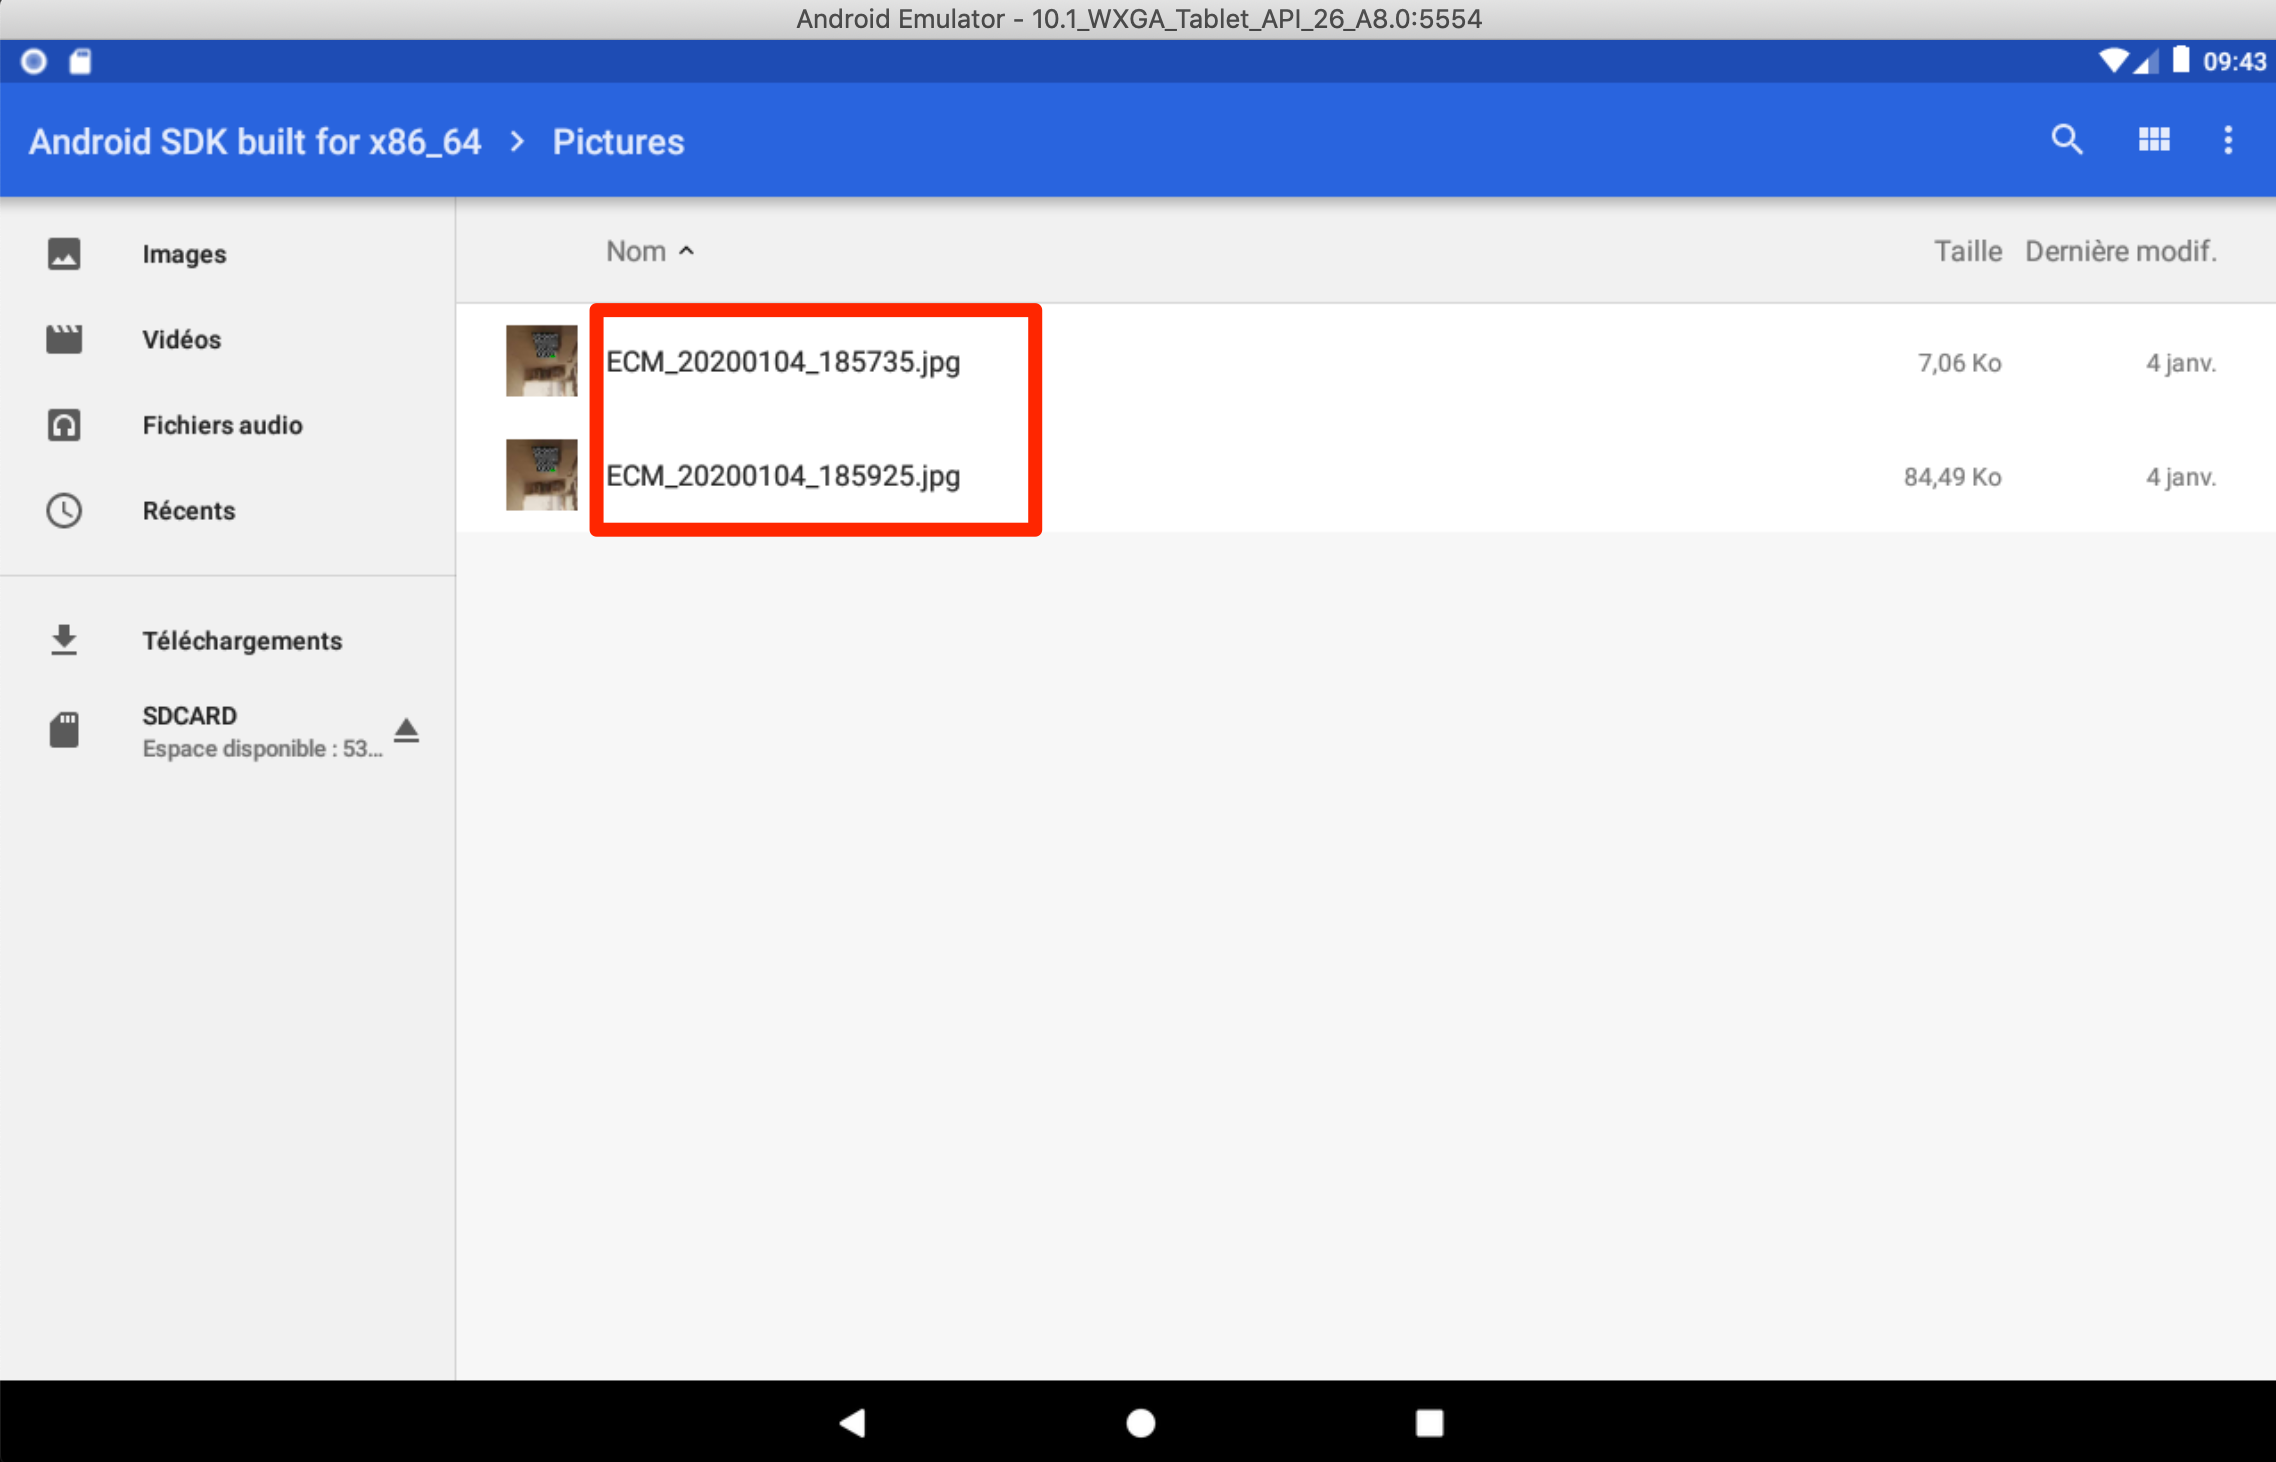 Android Emulator - 10.1_WXGA_Tablet_API_26_A8.0:5554
09:43
Android SDK built for x86_64 > Pictures
Images
Vidéos
Fichiers audio
Récents
Téléchargements
SDCARD
Espace disponible : 53...
Nom Taille Dernière modif.
ECM_20200104_185735.jpg 7,06 Ko 4 janv.
ECM_20200104_185925.jpg 84,49 Ko 4 janv.